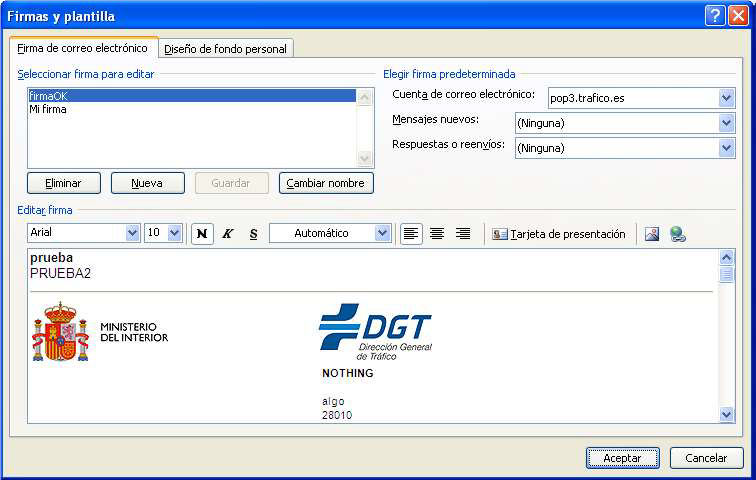 Firmas y plantilla
Firma de correo electrónico
Diseño de fondo personal
Seleccionar firma para editar
firmaOK
Mi firma
Eliminar
Nueva
Guardar
Cambiar nombre
Elegir firma predeterminada
Cuenta de correo electrónico:
pop3.trafico.es
Mensajes nuevos:
(Ninguna)
Respuestas o reenvíos:
(Ninguna)
Editar firma
Arial
10
N
K
S
Automático
Tarjeta de presentación
prueba
PRUEBA2
MINISTERIO
DEL INTERIOR
DGT
Dirección General
de Tráfico
NOTHING
algo
28010
Aceptar
Cancelar